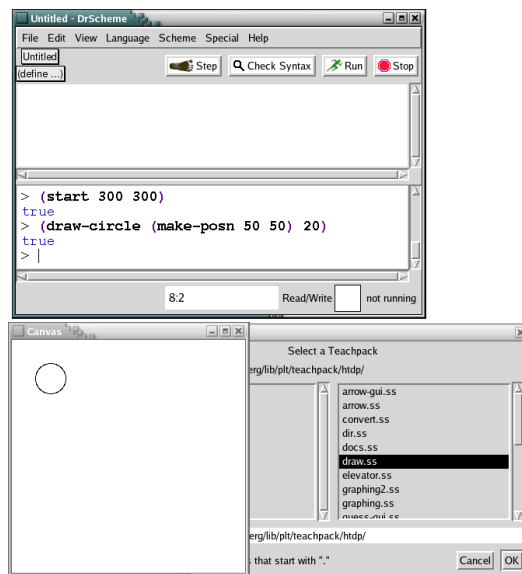 Untitled - DrScheme
File Edit View Language Scheme Special Help
Untitled
(define ...)
Step Check Syntax Run Stop
> (start 300 300)
true
> (draw-circle (make-posn 50 50) 20)
true
>
8:2 Read/Write not running
Canvas
Select a Teachpack
erg/lib/plt/teachpack/htdp/
arrow-gui.ss
arrow.ss
convert.ss
dir.ss
docs.ss
draw.ss
elevator.ss
graphing2.ss
graphing.ss
guess-gui.ss
erg/lib/plt/teachpack/htdp/
that start with "."
Cancel OK